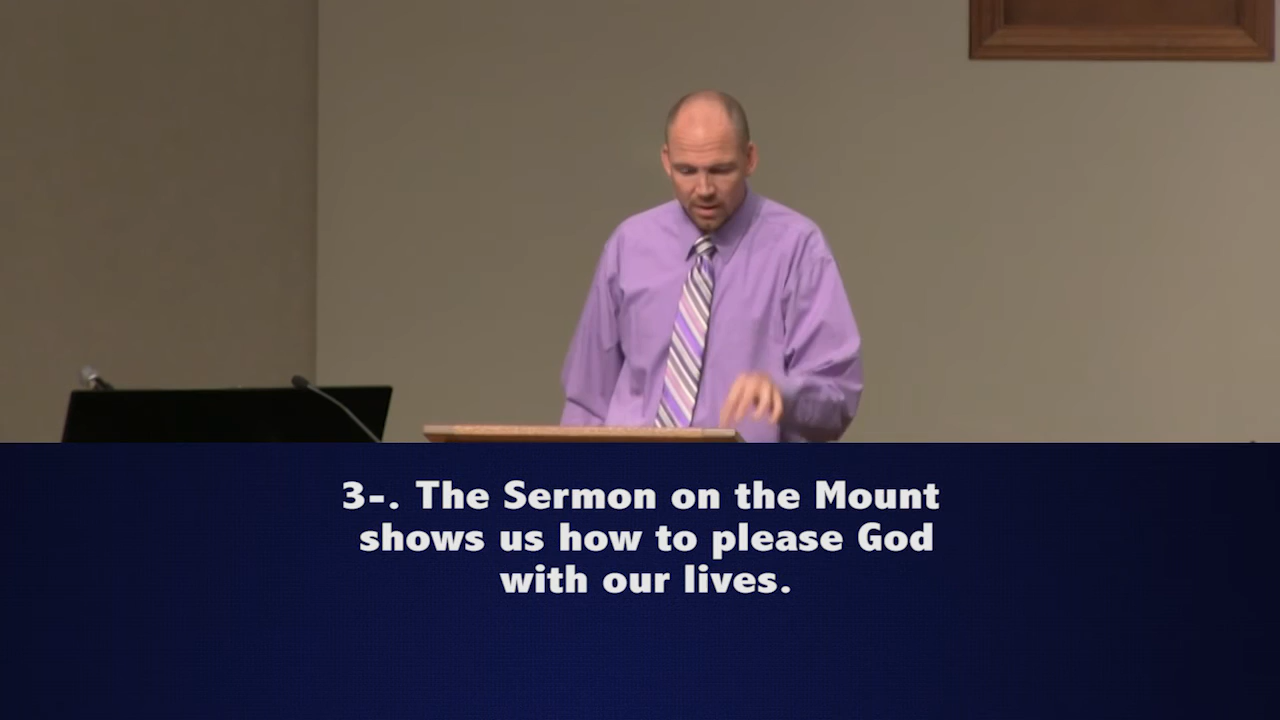 3-. The Sermon on the Mount
shows us how to please God
with our lives.